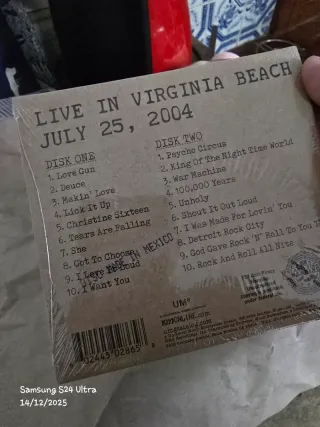 LIVE IN VIRGINIA BEACH
JULY 25, 2004
DISK ONE
1. Love Gun
2. Deuce
3. Makin' Love
4. Lick It Up
5. Christine Sixteen
6. Tears Are Falling
7. She
8. Got To Choose
9. I Love It Loud
10. I Want You
MADE IN MEXICO
DISK TWO
1. Psycho Circus
2. King Of The Night Time World
3. War Machine
4. 100,000 Years
5. Unholy
6. Shout It Out Loud
7. I Was Made For Lovin' You
8. Detroit Rock City
9. God Gave Rock 'N' Roll To You II
10. Rock And Roll All Nite
UMe
Samsung S24 Ultra
14/12/2025